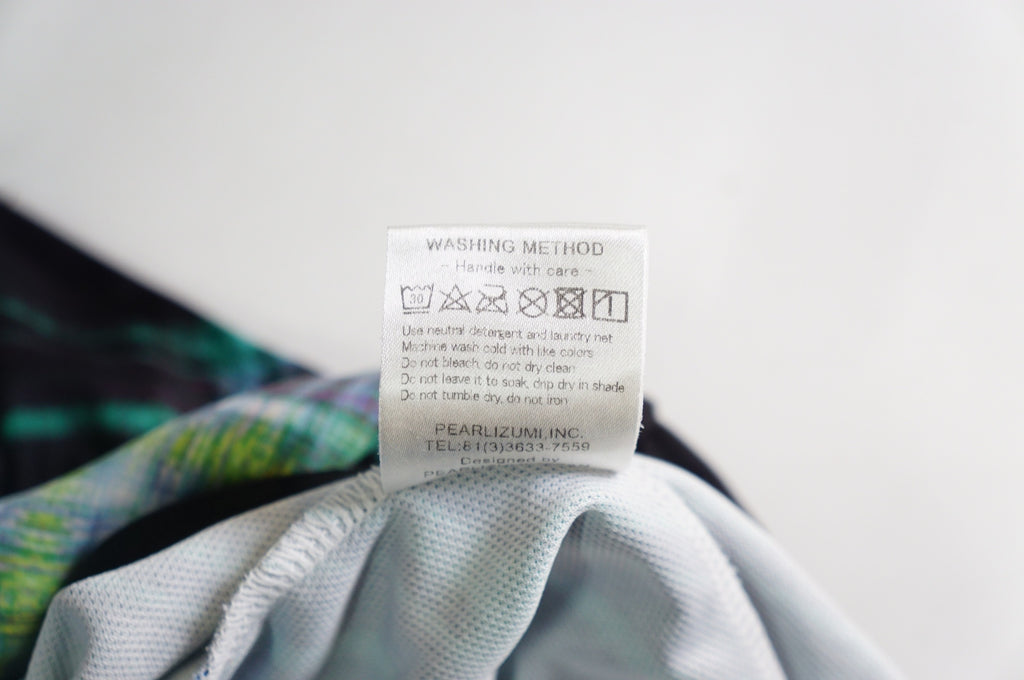 WASHING METHOD
- Handle with care -
30
Use neutral detergent and laundry net
Machine wash cold with like colors
Do not bleach, do not dry clean
Do not leave it to soak, drip dry in shade
Do not tumble dry, do not iron
PEARLIZUMI, INC.
TEL:81(3)3633-7559
Designed by